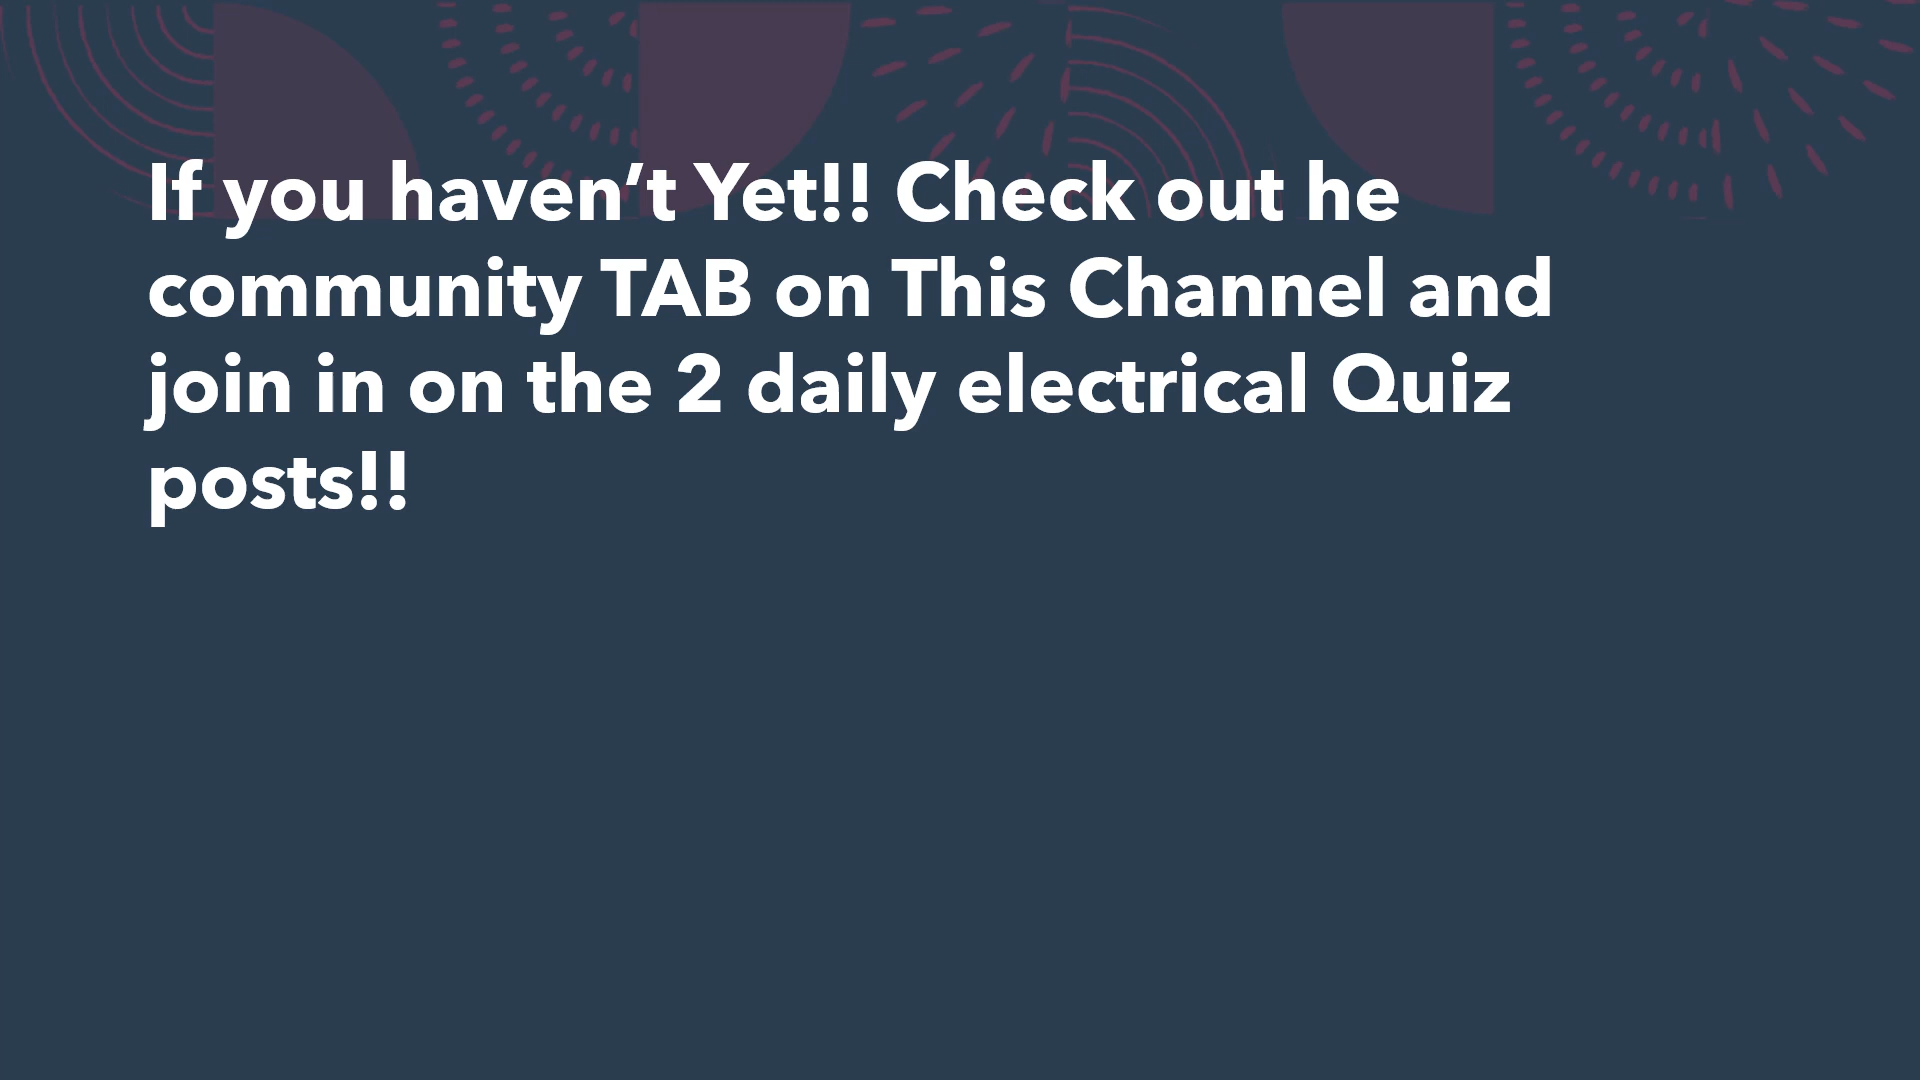 If you haven’t Yet!! Check out he
community TAB on This Channel and
join in on the 2 daily electrical Quiz
posts!!